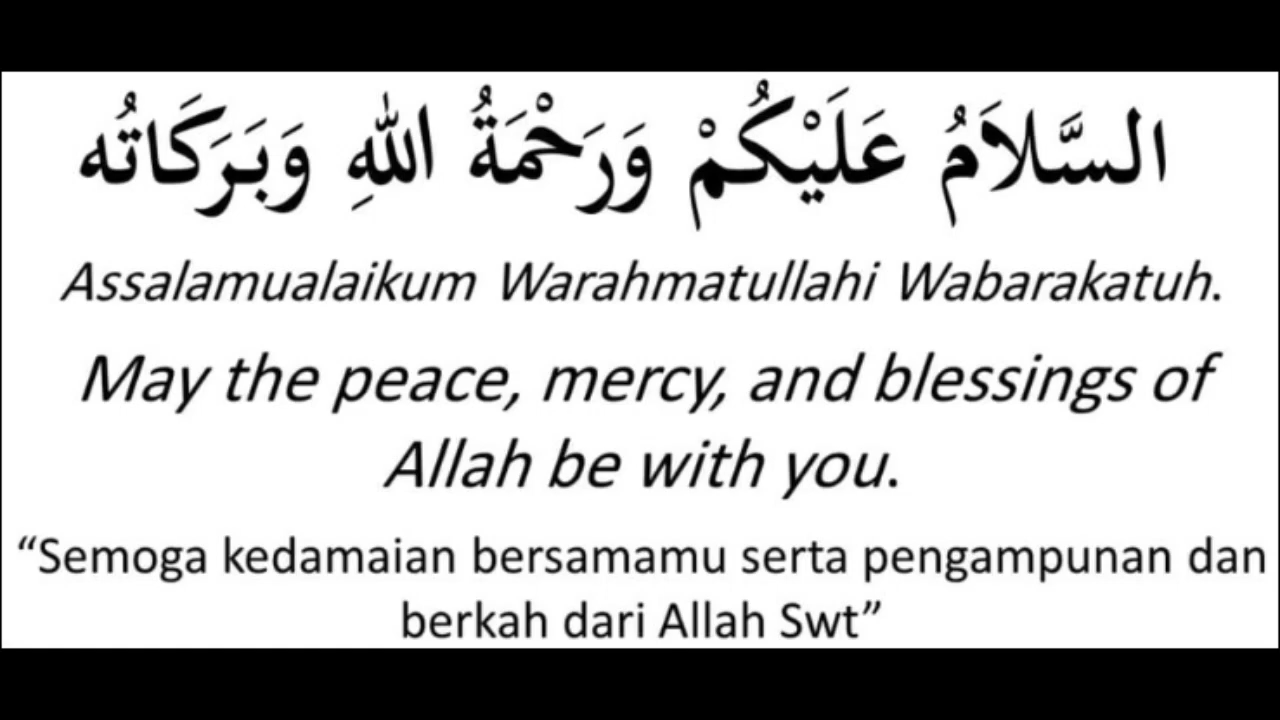 السَّلاَمُ عَلَيْكُمْ وَرَحْمَةُ اللهِ وَبَرَكَاتُه
Assalamualaikum Warahmatullahi Wabarakatuh.
May the peace, mercy, and blessings of
Allah be with you.
“Semoga kedamaian bersamamu serta pengampunan dan
berkah dari Allah Swt”